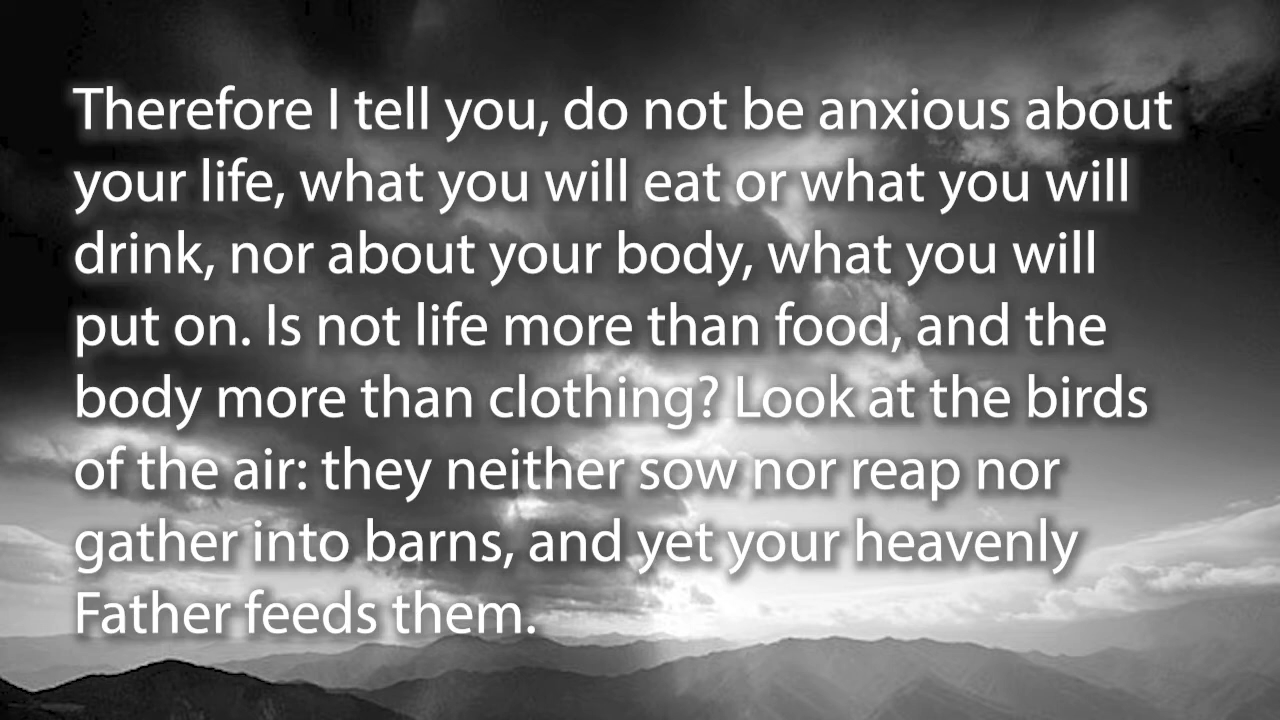 Therefore I tell you, do not be anxious about
your life, what you will eat or what you will
drink, nor about your body, what you will
put on. Is not life more than food, and the
body more than clothing? Look at the birds
of the air: they neither sow nor reap nor
gather into barns, and yet your heavenly
Father feeds them.